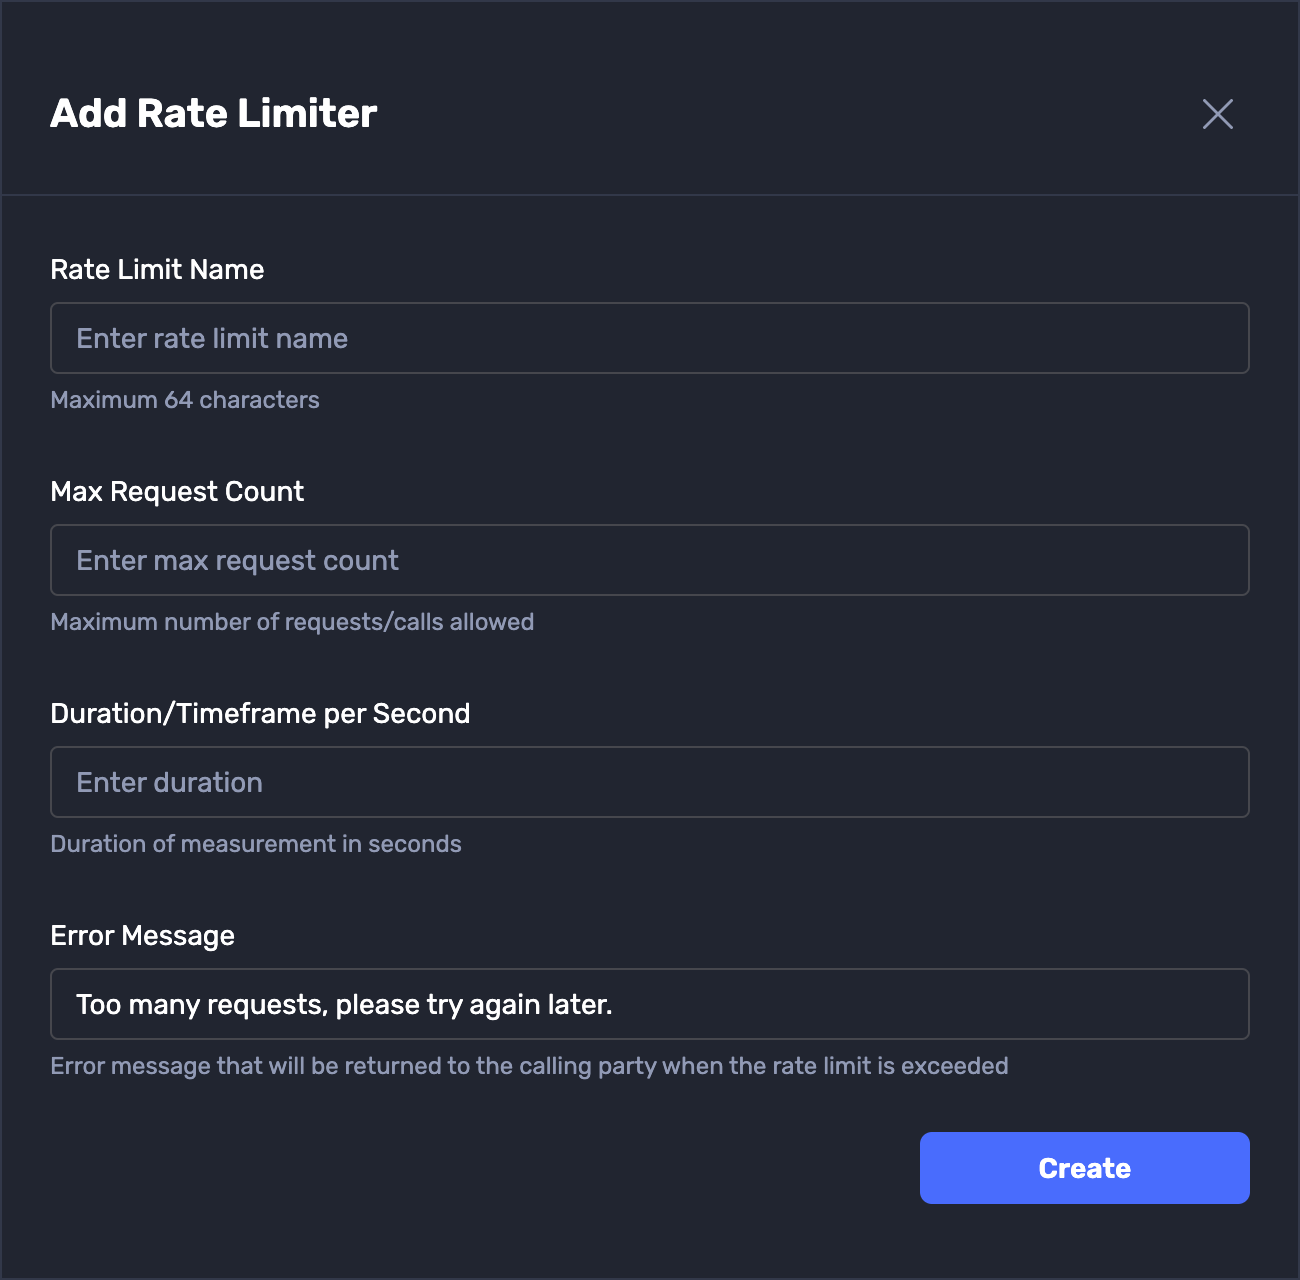 Add Rate Limiter
Rate Limit Name
Enter rate limit name
Maximum 64 characters
Max Request Count
Enter max request count
Maximum number of requests/calls allowed
Duration/Timeframe per Second
Enter duration
Duration of measurement in seconds
Error Message
Too many requests, please try again later.
Error message that will be returned to the calling party when the rate limit is exceeded
Create